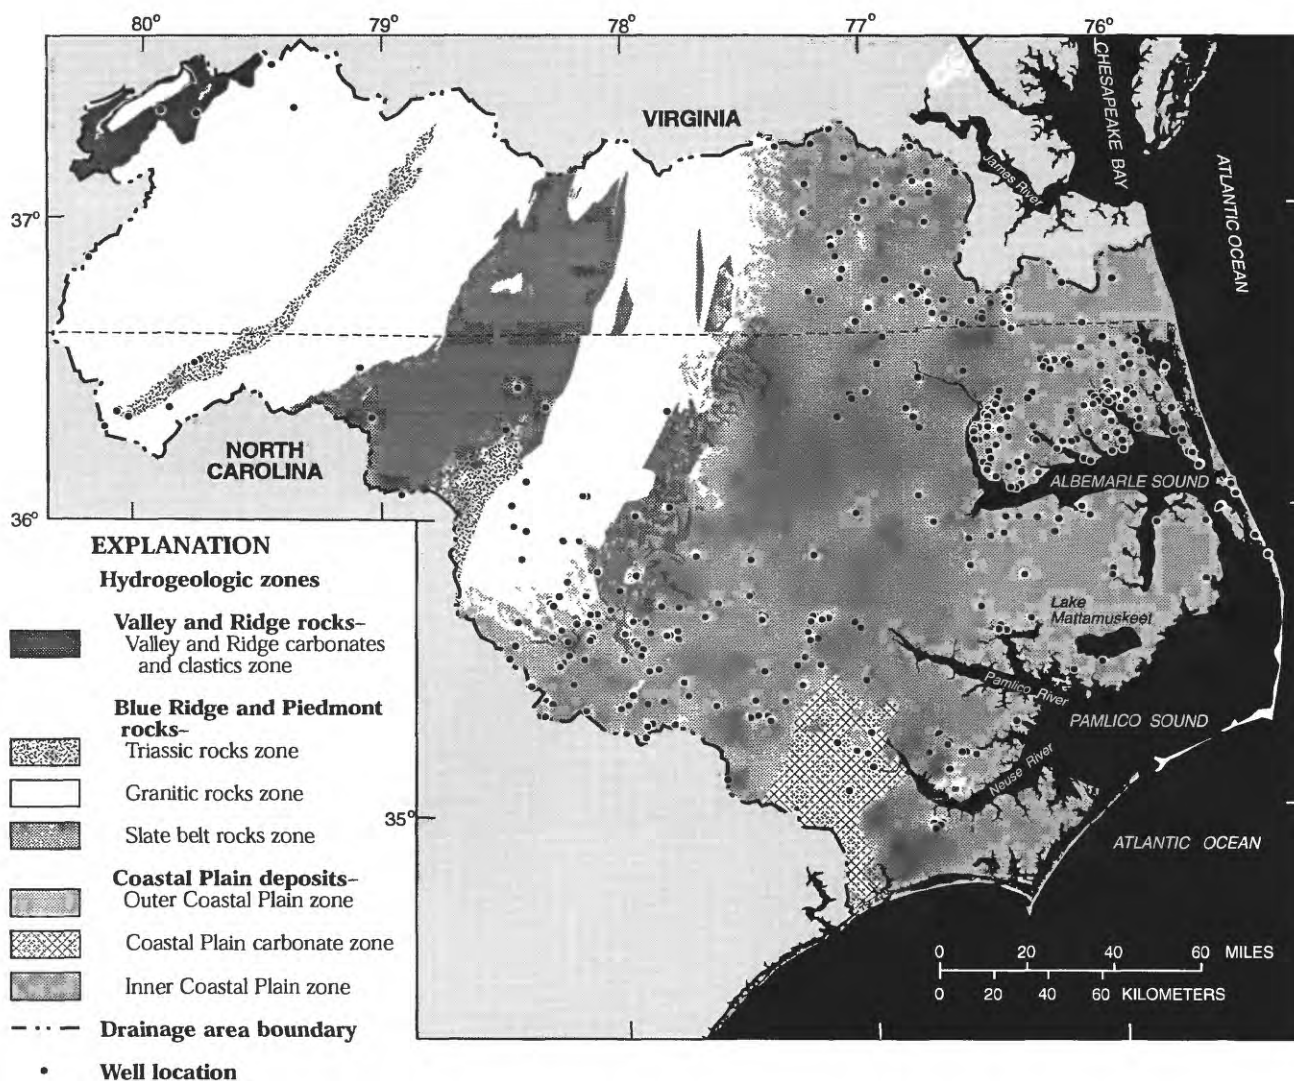 80° 79° 78° 77° 76°
VIRGINIA
CHESAPEAKE BAY
James River
ATLANTIC OCEAN
37°
NORTH
CAROLINA
ALBEMARLE SOUND
36°
EXPLANATION
Hydrogeologic zones
Valley and Ridge rocks–
Valley and Ridge carbonates
and clastics zone
Blue Ridge and Piedmont
rocks–
Triassic rocks zone
Granitic rocks zone
Slate belt rocks zone
Coastal Plain deposits–
Outer Coastal Plain zone
Coastal Plain carbonate zone
Inner Coastal Plain zone
Drainage area boundary
Well location
Lake
Mattamuskeet
Pamlico River
PAMLICO SOUND
Neuse River
35°
ATLANTIC OCEAN
0 20 40 60 MILES
0 20 40 60 KILOMETERS